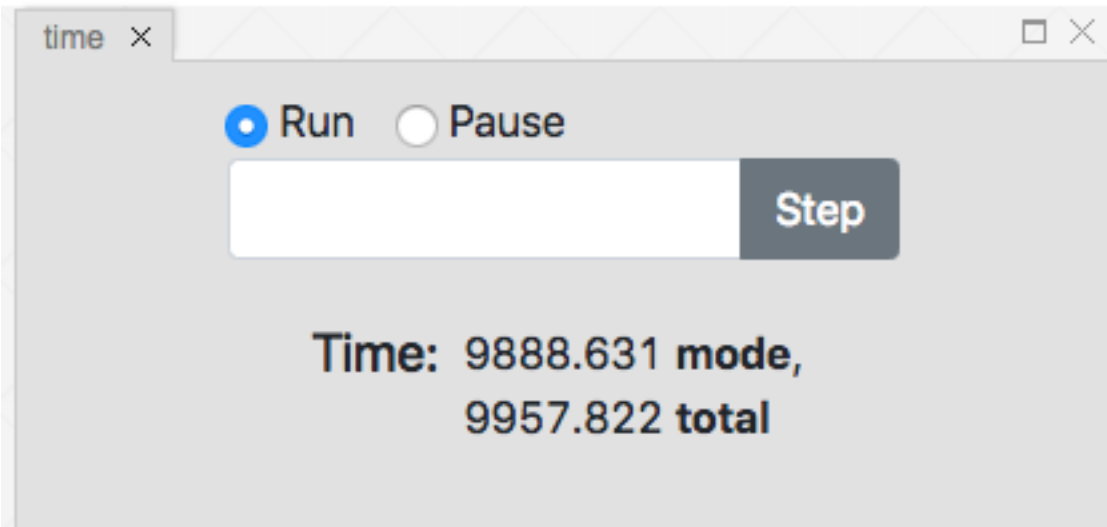 time
Run Pause
Step
Time: 9888.631 mode,
9957.822 total